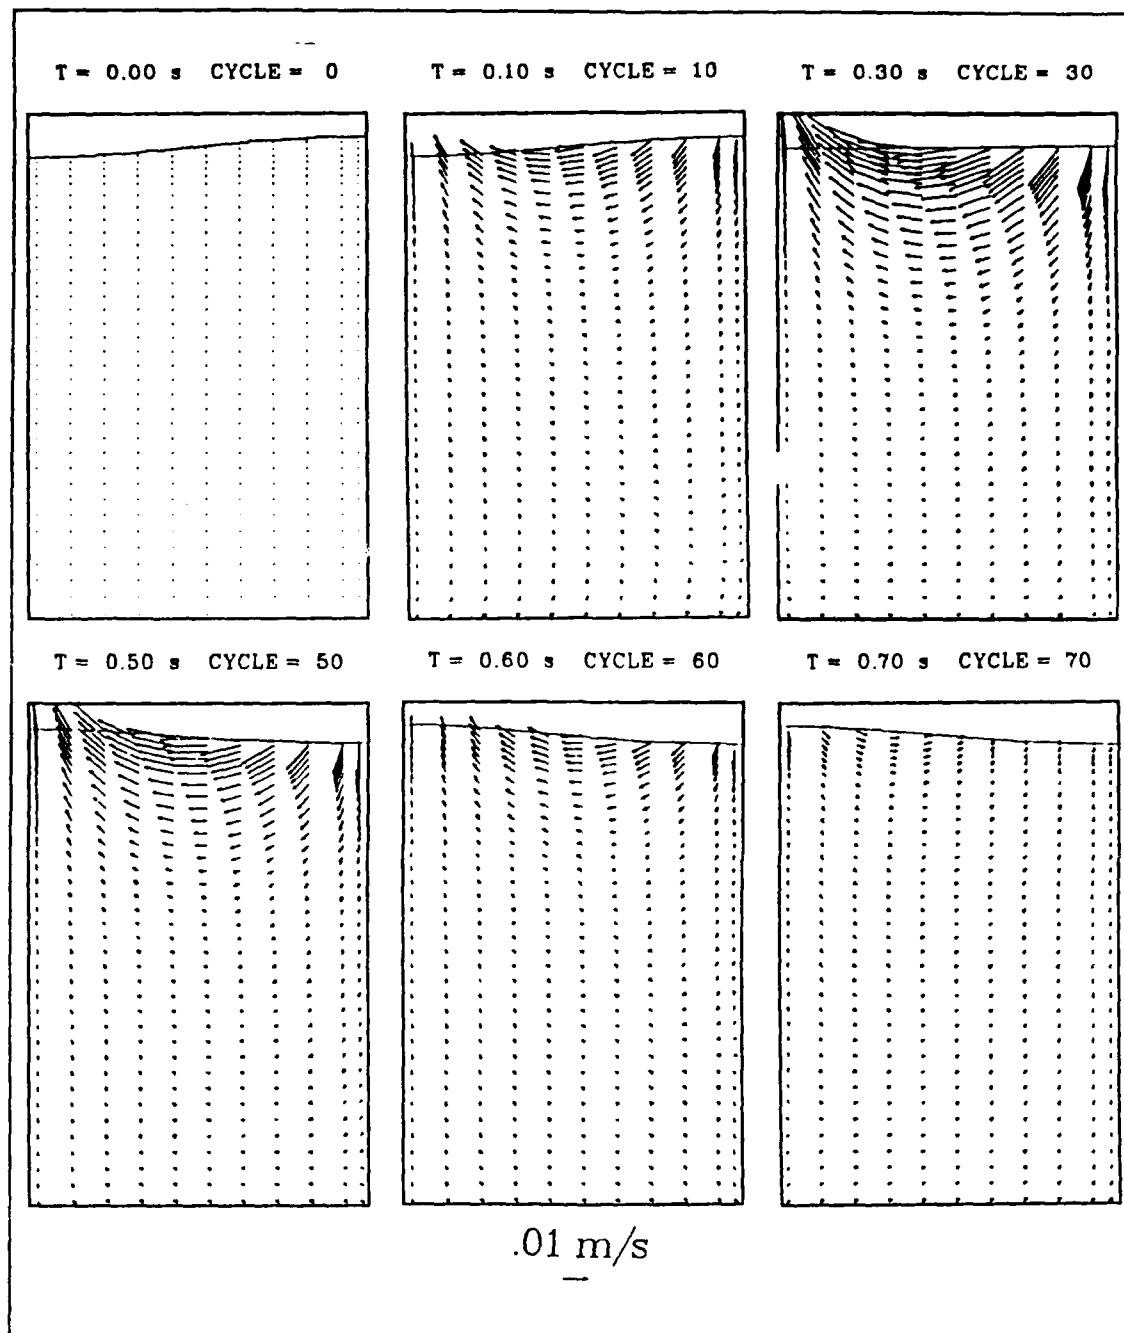 T = 0.00 s CYCLE = 0
T = 0.10 s CYCLE = 10
T = 0.30 s CYCLE = 30
T = 0.50 s CYCLE = 50
T = 0.60 s CYCLE = 60
T = 0.70 s CYCLE = 70
.01 m/s